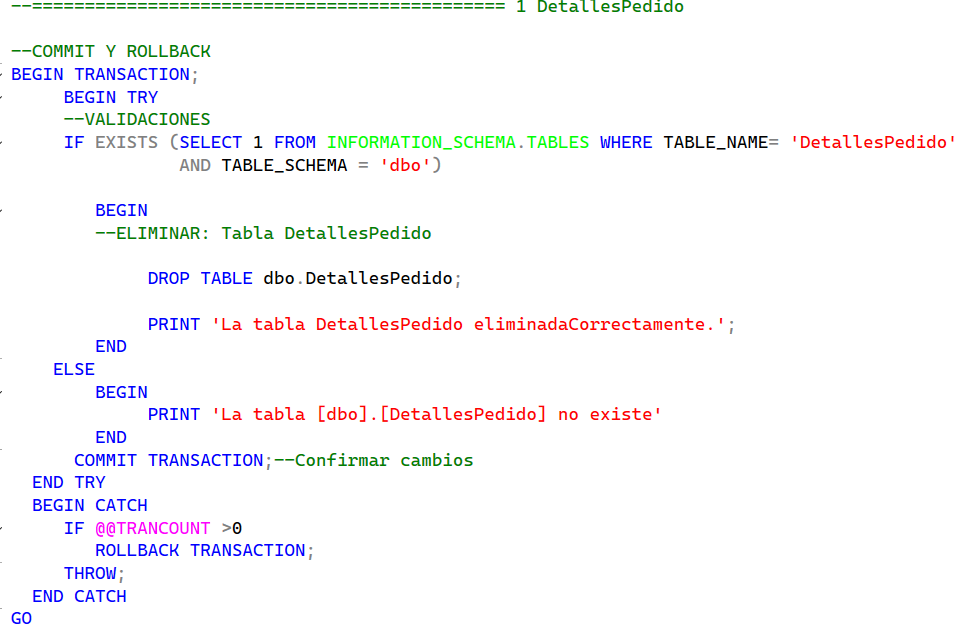 --============================================= 1 DetallesPedido
--COMMIT Y ROLLBACK
BEGIN TRANSACTION;
BEGIN TRY
--VALIDACIONES
IF EXISTS (SELECT 1 FROM INFORMATION_SCHEMA.TABLES WHERE TABLE_NAME= 'DetallesPedido'
AND TABLE_SCHEMA = 'dbo')
BEGIN
--ELIMINAR: Tabla DetallesPedido
DROP TABLE dbo.DetallesPedido;
PRINT 'La tabla DetallesPedido eliminadaCorrectamente.';
END
ELSE
BEGIN
PRINT 'La tabla [dbo].[DetallesPedido] no existe'
END
COMMIT TRANSACTION;--Confirmar cambios
END TRY
BEGIN CATCH
IF @@TRANCOUNT >0
ROLLBACK TRANSACTION;
THROW;
END CATCH
GO